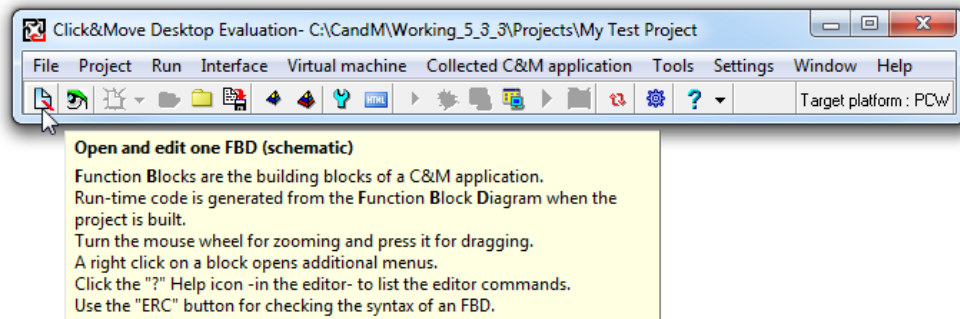 Click&Move Desktop Evaluation- C:\CandM\Working_5_3_3\Projects\My Test Project
File Project Run Interface Virtual machine Collected C&M application Tools Settings Window Help
HTML ? Target platform : PCW
Open and edit one FBD (schematic)
Function Blocks are the building blocks of a C&M application.
Run-time code is generated from the Function Block Diagram when the
project is built.
Turn the mouse wheel for zooming and press it for dragging.
A right click on a block opens additional menus.
Click the "?" Help icon -in the editor- to list the editor commands.
Use the "ERC" button for checking the syntax of an FBD.